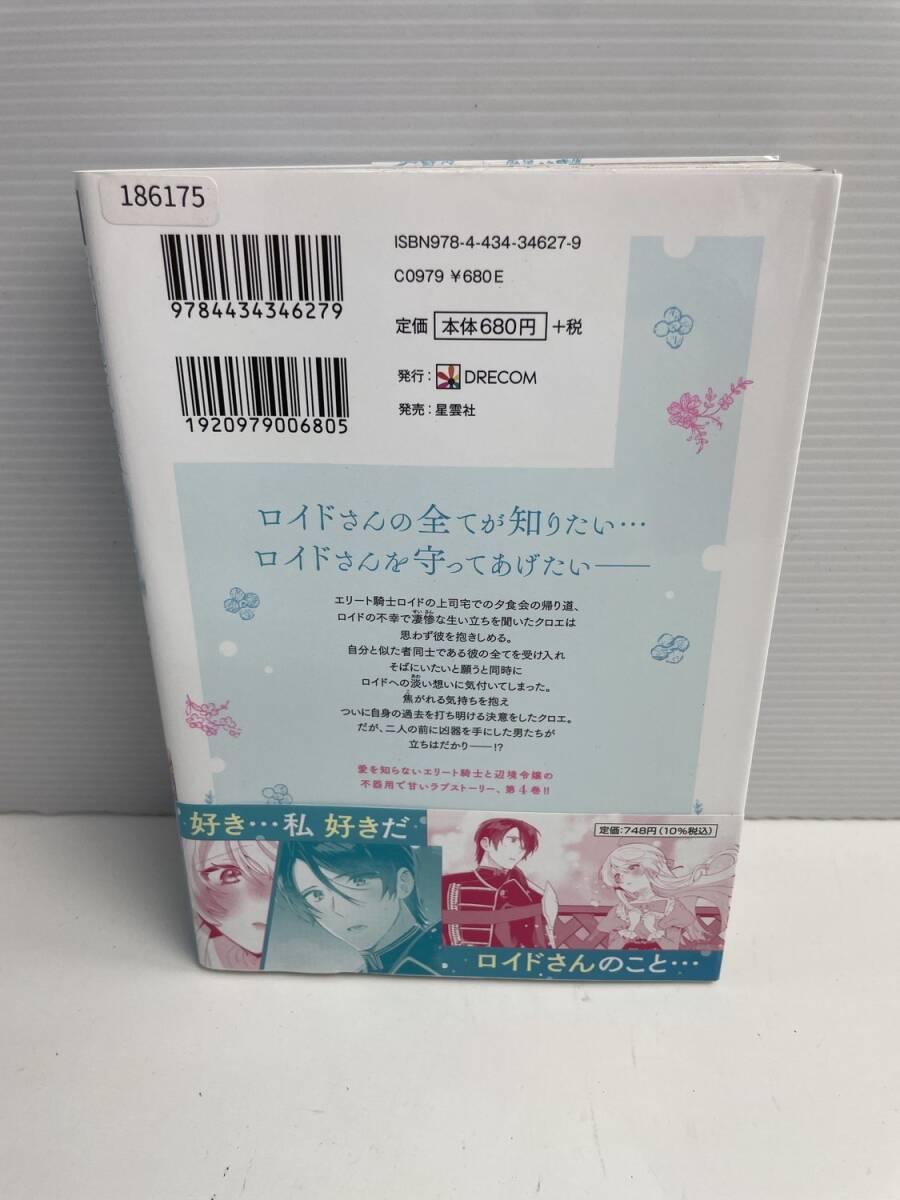 186175
9784434346279
ISBN978-4-434-34627-9
C0979 ¥680E
定価 本体680円 +税
1920979006805
発行: DRECOM
発売: 星雲社
ロイドさんの全てが知りたい…
ロイドさんを守ってあげたい――
エリート騎士ロイドの上司宅での夕食会の帰り道、
ロイドの不幸で凄惨な生い立ちを聞いたクロエは
思わず彼を抱きしめる。
自分と似た者同士である彼の全てを受け入れ
そばにいたいと願うと同時に
ロイドへの淡い想いに気付いてしまった。
焦がれる気持ちを抱え
ついに自身の過去を打ち明ける決意をしたクロエ。
だが、二人の前に凶器を手にした男たちが
立ちはだかり――!?
愛を知らないエリート騎士と辺境令嬢の
不器用で甘いラブストーリー、第4巻!!
好き…私 好きだ
定価:748円(10%税込)
ロイドさんのこと…